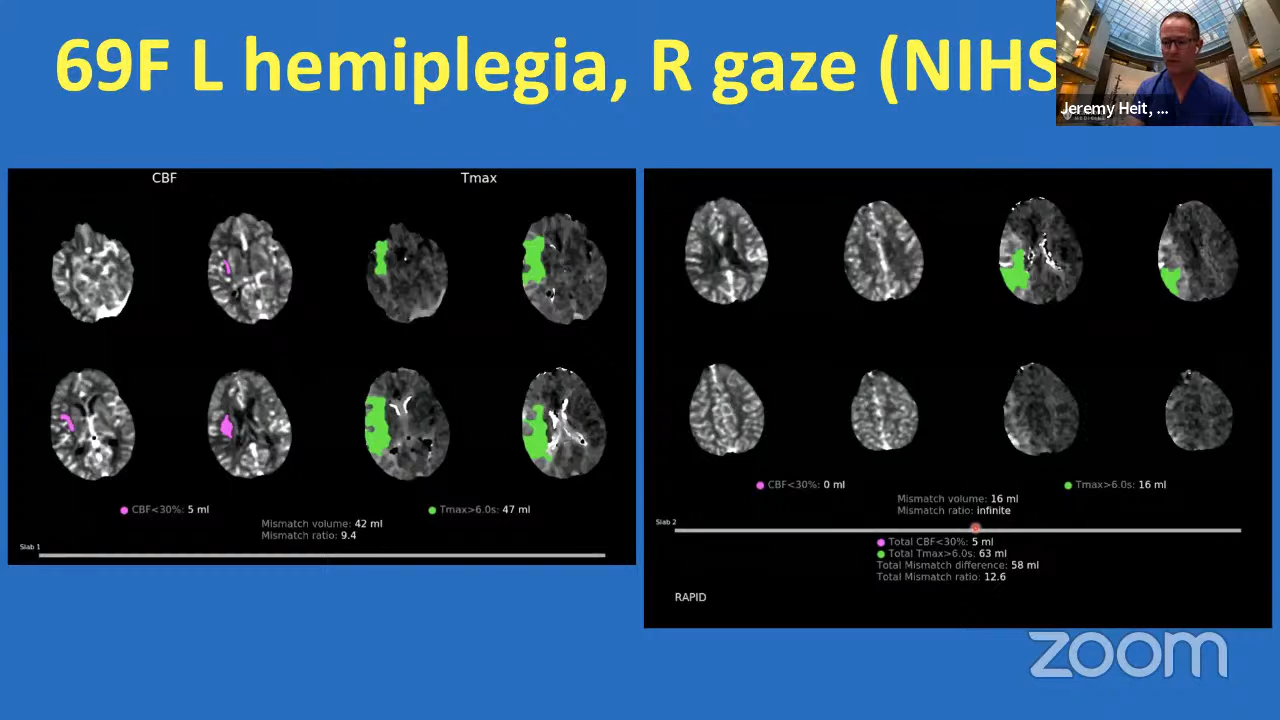 69F L hemiplegia, R gaze (NIHS
Jeremy Heit, ...
CBF
Tmax
CBF<30%: 5 ml
Tmax>6.0s: 47 ml
Mismatch volume: 42 ml
Mismatch ratio: 9.4
Slab 1
CBF<30%: 0 ml
Tmax>6.0s: 16 ml
Mismatch volume: 16 ml
Mismatch ratio: infinite
Slab 2
Total CBF<30%: 5 ml
Total Tmax>6.0s: 63 ml
Total Mismatch difference: 58 ml
Total Mismatch ratio: 12.6
RAPID
zoom